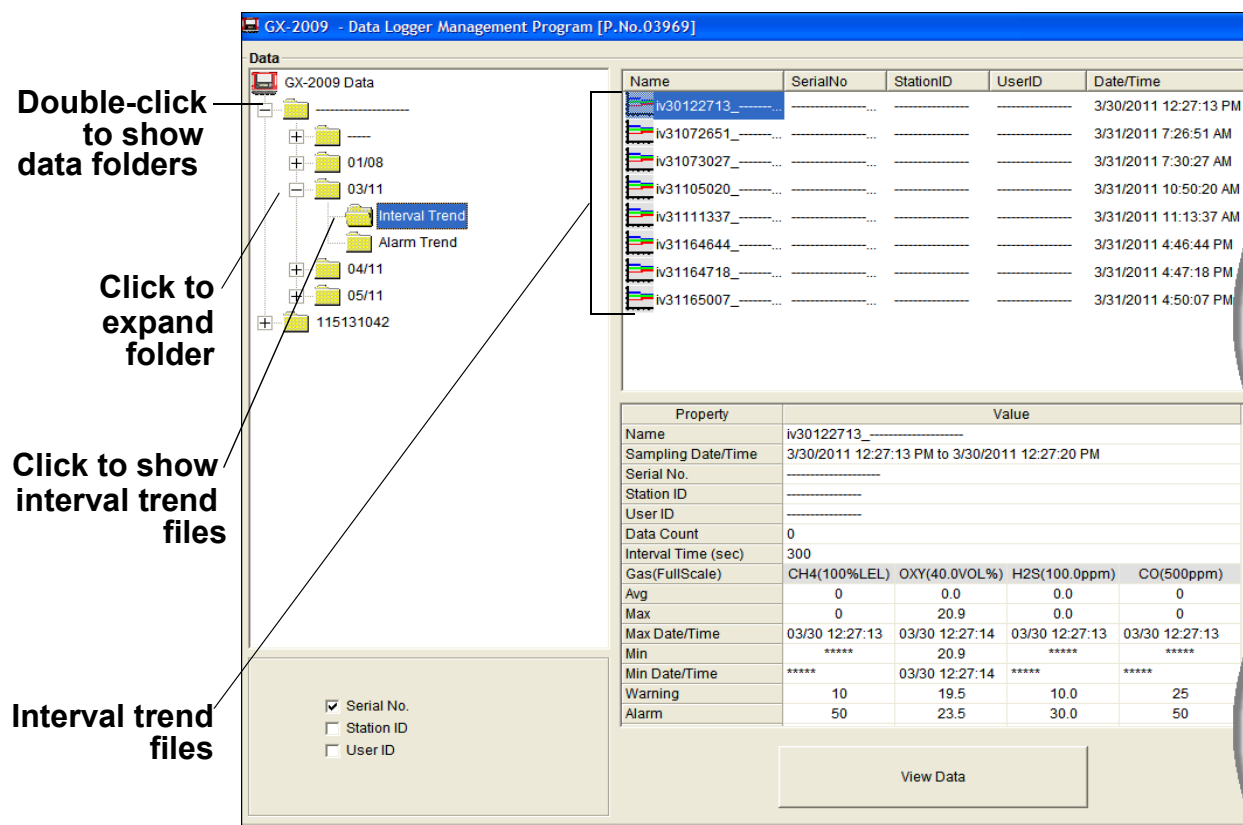 GX-2009 - Data Logger Management Program [P.No.03969]
Data
GX-2009 Data
--------------------
-----
01/08
03/11
Interval Trend
Alarm Trend
04/11
05/11
115131042
Double-click
to show
data folders
Click to
expand
folder
Click to show
interval trend
files
Interval trend
files
Name SerialNo StationID UserID Date/Time
iv30122713_-------... ----------------... ---------------- ---------------- 3/30/2011 12:27:13 PM
iv31072651_-------... ----------------... ---------------- ---------------- 3/31/2011 7:26:51 AM
iv31073027_-------... ----------------... ---------------- ---------------- 3/31/2011 7:30:27 AM
iv31105020_-------... ----------------... ---------------- ---------------- 3/31/2011 10:50:20 AM
iv31111337_-------... ----------------... ---------------- ---------------- 3/31/2011 11:13:37 AM
iv31164644_-------... ----------------... ---------------- ---------------- 3/31/2011 4:46:44 PM
iv31164718_-------... ----------------... ---------------- ---------------- 3/31/2011 4:47:18 PM
iv31165007_-------... ----------------... ---------------- ---------------- 3/31/2011 4:50:07 PM
Property Value
Name iv30122713_--------------------
Sampling Date/Time 3/30/2011 12:27:13 PM to 3/30/2011 12:27:20 PM
Serial No. --------------------
Station ID ----------------
User ID ----------------
Data Count 0
Interval Time (sec) 300
Gas(FullScale) CH4(100%LEL) OXY(40.0VOL%) H2S(100.0ppm) CO(500ppm)
Avg 0 0.0 0.0 0
Max 0 20.9 0.0 0
Max Date/Time 03/30 12:27:13 03/30 12:27:14 03/30 12:27:13 03/30 12:27:13
Min ***** 20.9 ***** *****
Min Date/Time ***** 03/30 12:27:14 ***** *****
Warning 10 19.5 10.0 25
Alarm 50 23.5 30.0 50
Serial No.
Station ID
User ID
View Data